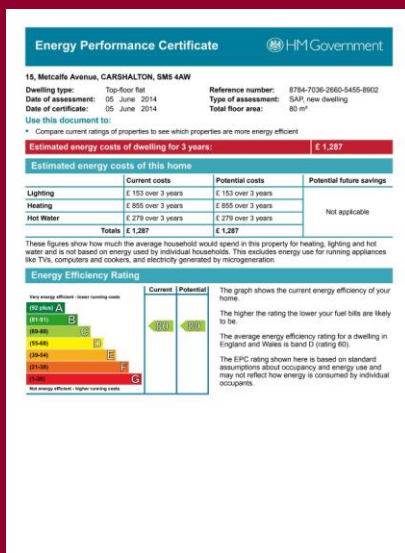 Energy Performance Certificate HM Government
15, Metcalfe Avenue, CARSHALTON, SM5 4AW
Dwelling type: Top-floor flat Reference number: 8784-7036-2660-5455-8902
Date of assessment: 05 June 2014 Type of assessment: SAP, new dwelling
Date of certificate: 05 June 2014 Total floor area: 80 m²
Use this document to:
• Compare current ratings of properties to see which properties are more energy efficient
Estimated energy costs of dwelling for 3 years: £ 1,287
Estimated energy costs of this home
Current costs Potential costs Potential future savings
Lighting £ 153 over 3 years £ 153 over 3 years
Heating £ 855 over 3 years £ 855 over 3 years
Not applicable
Hot Water £ 279 over 3 years £ 279 over 3 years
Totals £ 1,287 £ 1,287
These figures show how much the average household would spend in this property for heating, lighting and hot
water and is not based on energy used by individual households. This excludes energy use for running appliances
like TVs, computers and cookers, and electricity generated by microgeneration.
Energy Efficiency Rating
Current Potential
Very energy efficient - lower running costs
(92 plus) A
(81-91) B
(69-80) C
80 80
(55-68) D
(39-54) E
(21-38) F
(1-20) G
Not energy efficient - higher running costs
The graph shows the current energy efficiency of your
home.
The higher the rating the lower your fuel bills are likely
to be.
The average energy efficiency rating for a dwelling in
England and Wales is band D (rating 60).
The EPC rating shown here is based on standard
assumptions about occupancy and energy use and
may not reflect how energy is consumed by individual
occupants.